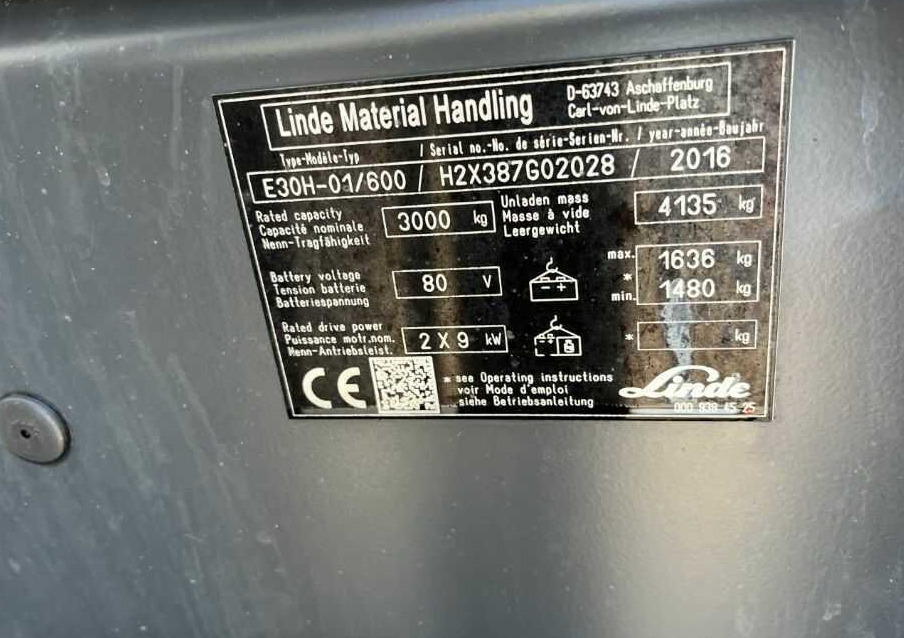 Linde Material Handling
D-63743 Aschaffenburg
Carl-von-Linde-Platz
Type-Modèle-Typ / Serial no.-No. de série-Serien-Nr. / year-année-Baujahr
E30H-01/600 / H2X387G02028 / 2016
Rated capacity
Capacité nominale
Nenn-Tragfähigkeit
3000 kg
Unladen mass
Masse à vide
Leergewicht
4135 kg
Battery voltage
Tension batterie
Batteriespannung
80 V
- +
max. 1636 kg
*
min. 1480 kg
Rated drive power
Puissance motr.nom.
Nenn-Antriebsleist.
2 X 9 kW
- +
* kg
CE
* see Operating instructions
voir Mode d'emploi
siehe Betriebsanleitung
Linde